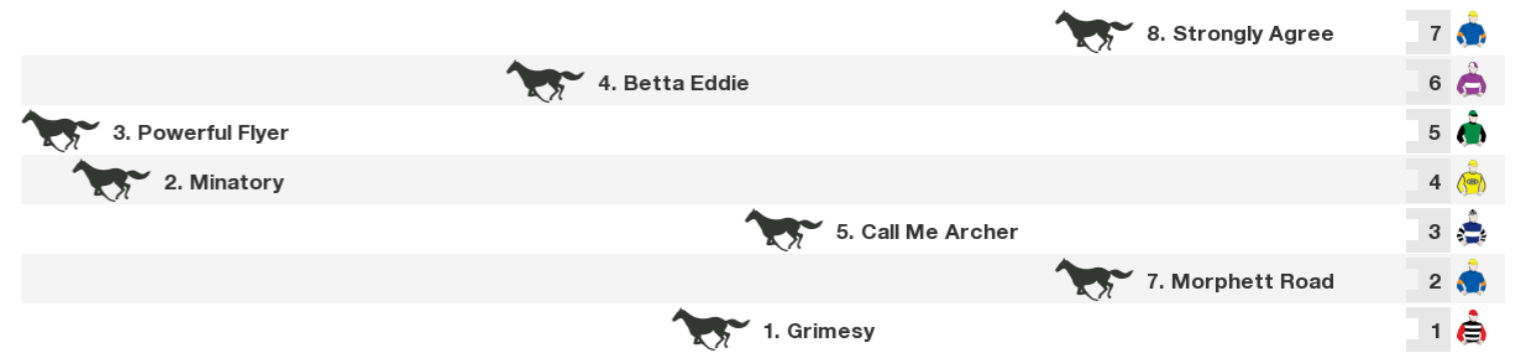 8. Strongly Agree 7
4. Betta Eddie 6
3. Powerful Flyer 5
2. Minatory 4
5. Call Me Archer 3
7. Morphett Road 2
1. Grimesy 1